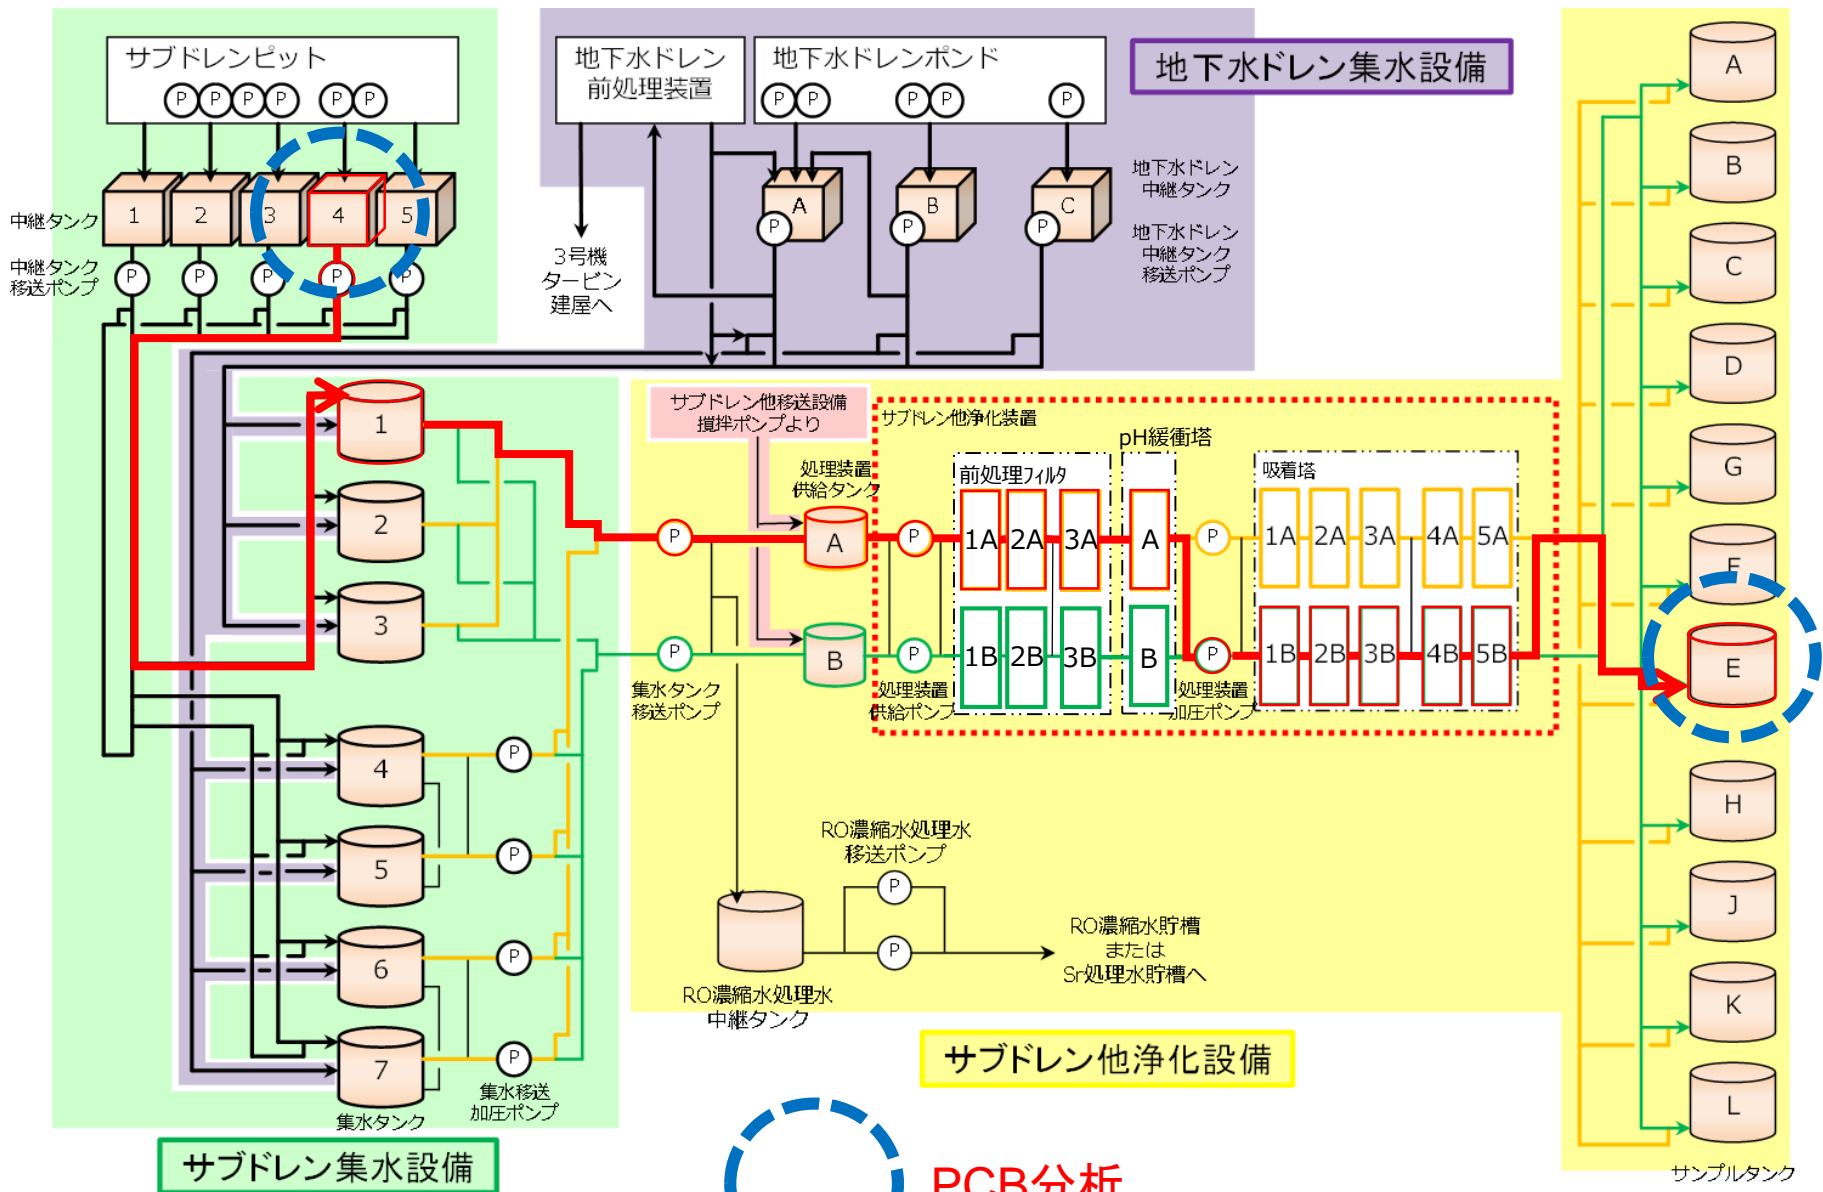 サブドレンピット
P P P P P P
1 2 3 4 5
中継タンク
中継タンク
移送ポンプ
P P P P P
地下水ドレン
前処理装置
地下水ドレンポンド
P P P P P
地下水ドレン集水設備
A B C
P P P
地下水ドレン
中継タンク
地下水ドレン
中継タンク
移送ポンプ
3号機
タービン
建屋へ
1
2
3
4
5
6
7
集水タンク
P
P
P
P
集水移送
加圧ポンプ
サブドレン集水設備
サブドレン他移送設備
攪拌ポンプより
サブドレン他浄化装置
処理装置
供給タンク
P
A
P
P
B
P
集水タンク
移送ポンプ
処理装置
供給ポンプ
前処理フィルタ
1A 2A 3A
1B 2B 3B
pH緩衝塔
A
B
P
P
処理装置
加圧ポンプ
吸着塔
1A 2A 3A 4A 5A
1B 2B 3B 4B 5B
RO濃縮水処理水
移送ポンプ
P
P
RO濃縮水処理水
中継タンク
RO濃縮水貯槽
または
Sr処理水貯槽へ
サブドレン他浄化設備
A
B
C
D
G
F
E
H
J
K
L
サンプルタンク
PCB分析